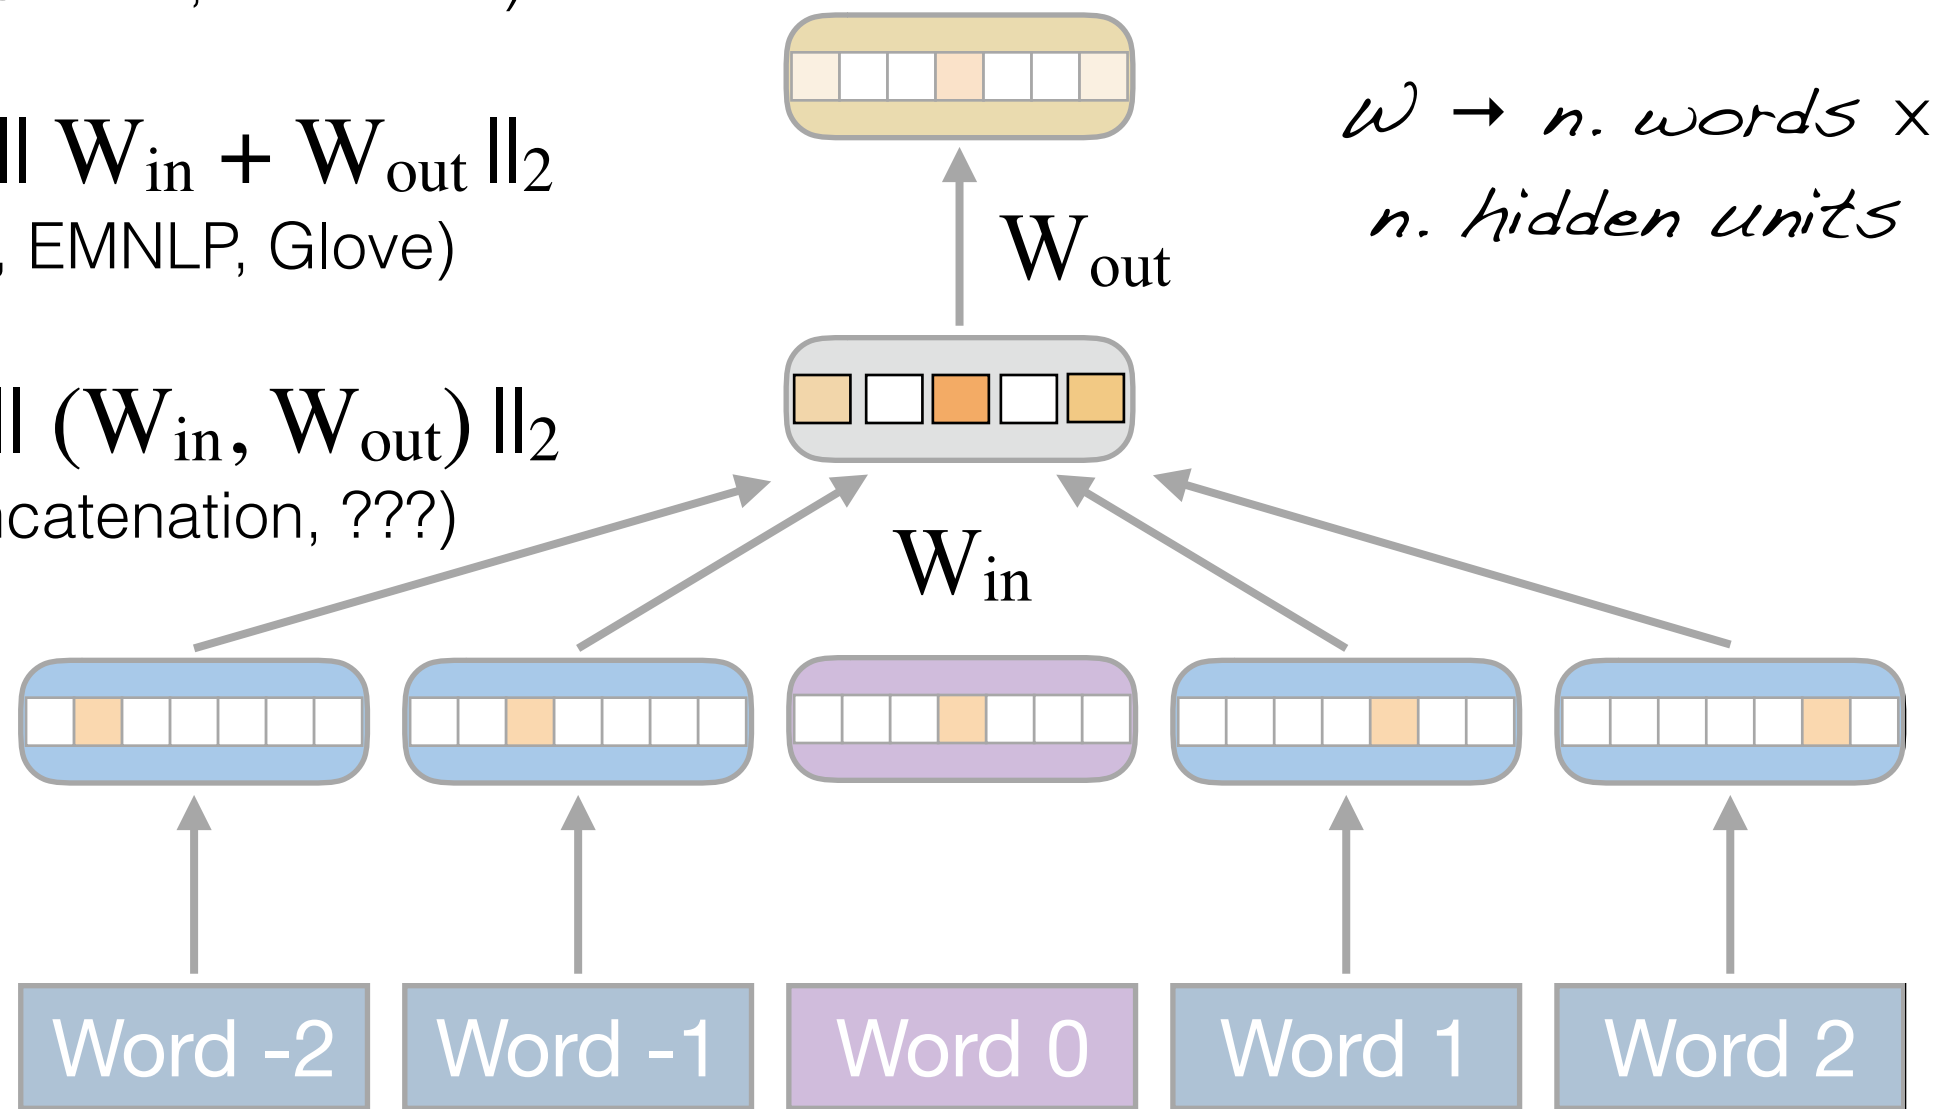 || W_in + W_out ||_2
, EMNLP, Glove)
|| (W_in, W_out) ||_2
ncatenation, ???)
W → n. words x
n. hidden units
W_out
W_in
Word -2 Word -1 Word 0 Word 1 Word 2